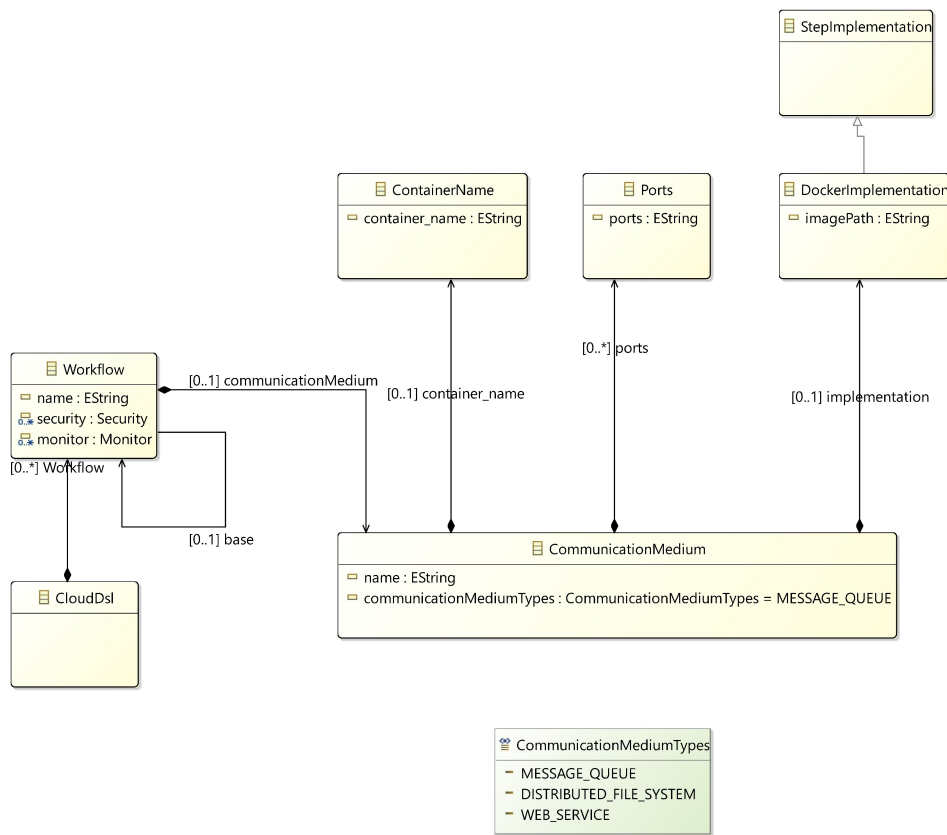 StepImplementation
ContainerName
container_name : EString
Ports
ports : EString
DockerImplementation
imagePath : EString
[0..*] ports
Workflow
name : EString
0..* security : Security
0..* monitor : Monitor
[0..1] communicationMedium
[0..1] container_name
[0..1] implementation
[0..*] Workflow
[0..1] base
CommunicationMedium
name : EString
communicationMediumTypes : CommunicationMediumTypes = MESSAGE_QUEUE
CloudDsl
CommunicationMediumTypes
MESSAGE_QUEUE
DISTRIBUTED_FILE_SYSTEM
WEB_SERVICE